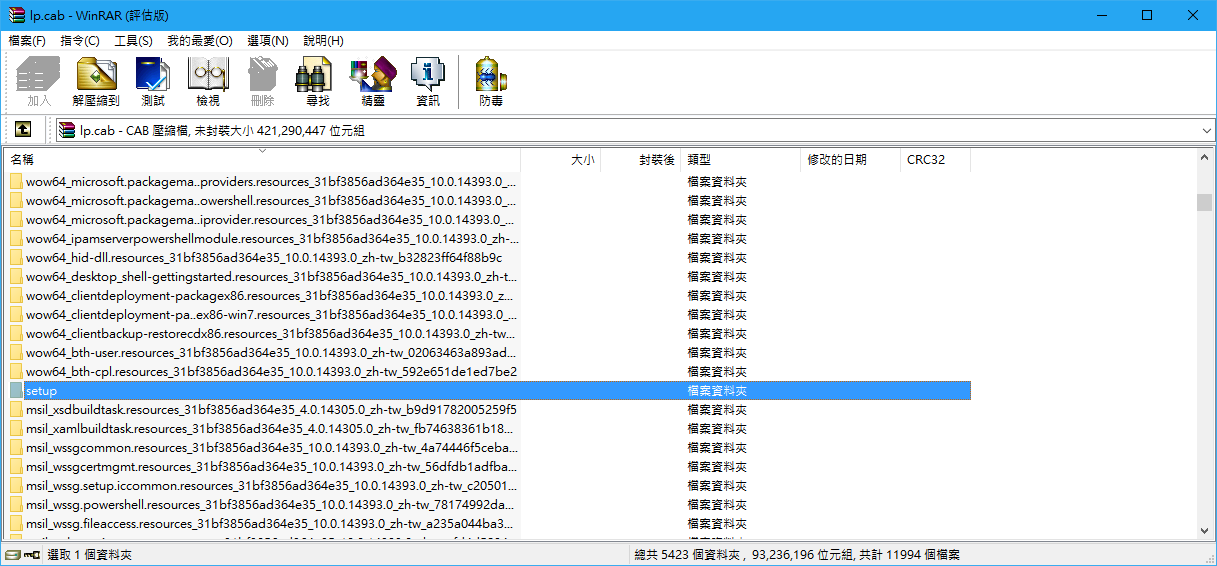 lp.cab - WinRAR (評估版)
檔案(F) 指令(C) 工具(S) 我的最愛(O) 選項(N) 說明(H)
加入 解壓縮到 測試 檢視 刪除 尋找 精靈 資訊 防毒
lp.cab - CAB 壓縮檔, 未封裝大小 421,290,447 位元組
名稱 大小 封裝後 類型 修改的日期 CRC32
wow64_microsoft.packagema..providers.resources_31bf3856ad364e35_10.0.14393.0_... 檔案資料夾
wow64_microsoft.packagema..owershell.resources_31bf3856ad364e35_10.0.14393.0_... 檔案資料夾
wow64_microsoft.packagema..iprovider.resources_31bf3856ad364e35_10.0.14393.0_... 檔案資料夾
wow64_ipamserverpowershellmodule.resources_31bf3856ad364e35_10.0.14393.0_zh-... 檔案資料夾
wow64_hid-dll.resources_31bf3856ad364e35_10.0.14393.0_zh-tw_b32823ff64f88b9c 檔案資料夾
wow64_desktop_shell-gettingstarted.resources_31bf3856ad364e35_10.0.14393.0_zh-t... 檔案資料夾
wow64_clientdeployment-packagex86.resources_31bf3856ad364e35_10.0.14393.0_z... 檔案資料夾
wow64_clientdeployment-pa..ex86-win7.resources_31bf3856ad364e35_10.0.14393.0_... 檔案資料夾
wow64_clientbackup-restorecdx86.resources_31bf3856ad364e35_10.0.14393.0_zh-tw... 檔案資料夾
wow64_bth-user.resources_31bf3856ad364e35_10.0.14393.0_zh-tw_02063463a893ad... 檔案資料夾
wow64_bth-cpl.resources_31bf3856ad364e35_10.0.14393.0_zh-tw_592e651de1ed7be2 檔案資料夾
setup 檔案資料夾
msil_xsdbuildtask.resources_31bf3856ad364e35_4.0.14305.0_zh-tw_b9d91782005259f5 檔案資料夾
msil_xamlbuildtask.resources_31bf3856ad364e35_4.0.14305.0_zh-tw_fb74638361b18... 檔案資料夾
msil_wssgcommon.resources_31bf3856ad364e35_10.0.14393.0_zh-tw_4a74446f5ceba... 檔案資料夾
msil_wssgcertmgmt.resources_31bf3856ad364e35_10.0.14393.0_zh-tw_56dfdb1adfba... 檔案資料夾
msil_wssg.setup.iccommon.resources_31bf3856ad364e35_10.0.14393.0_zh-tw_c20501... 檔案資料夾
msil_wssg.powershell.resources_31bf3856ad364e35_10.0.14393.0_zh-tw_78174992da... 檔案資料夾
msil_wssg.fileaccess.resources_31bf3856ad364e35_10.0.14393.0_zh-tw_a235a044ba3... 檔案資料夾
選取 1 個資料夾 總共 5423 個資料夾 , 93,236,196 位元組, 共計 11994 個檔案